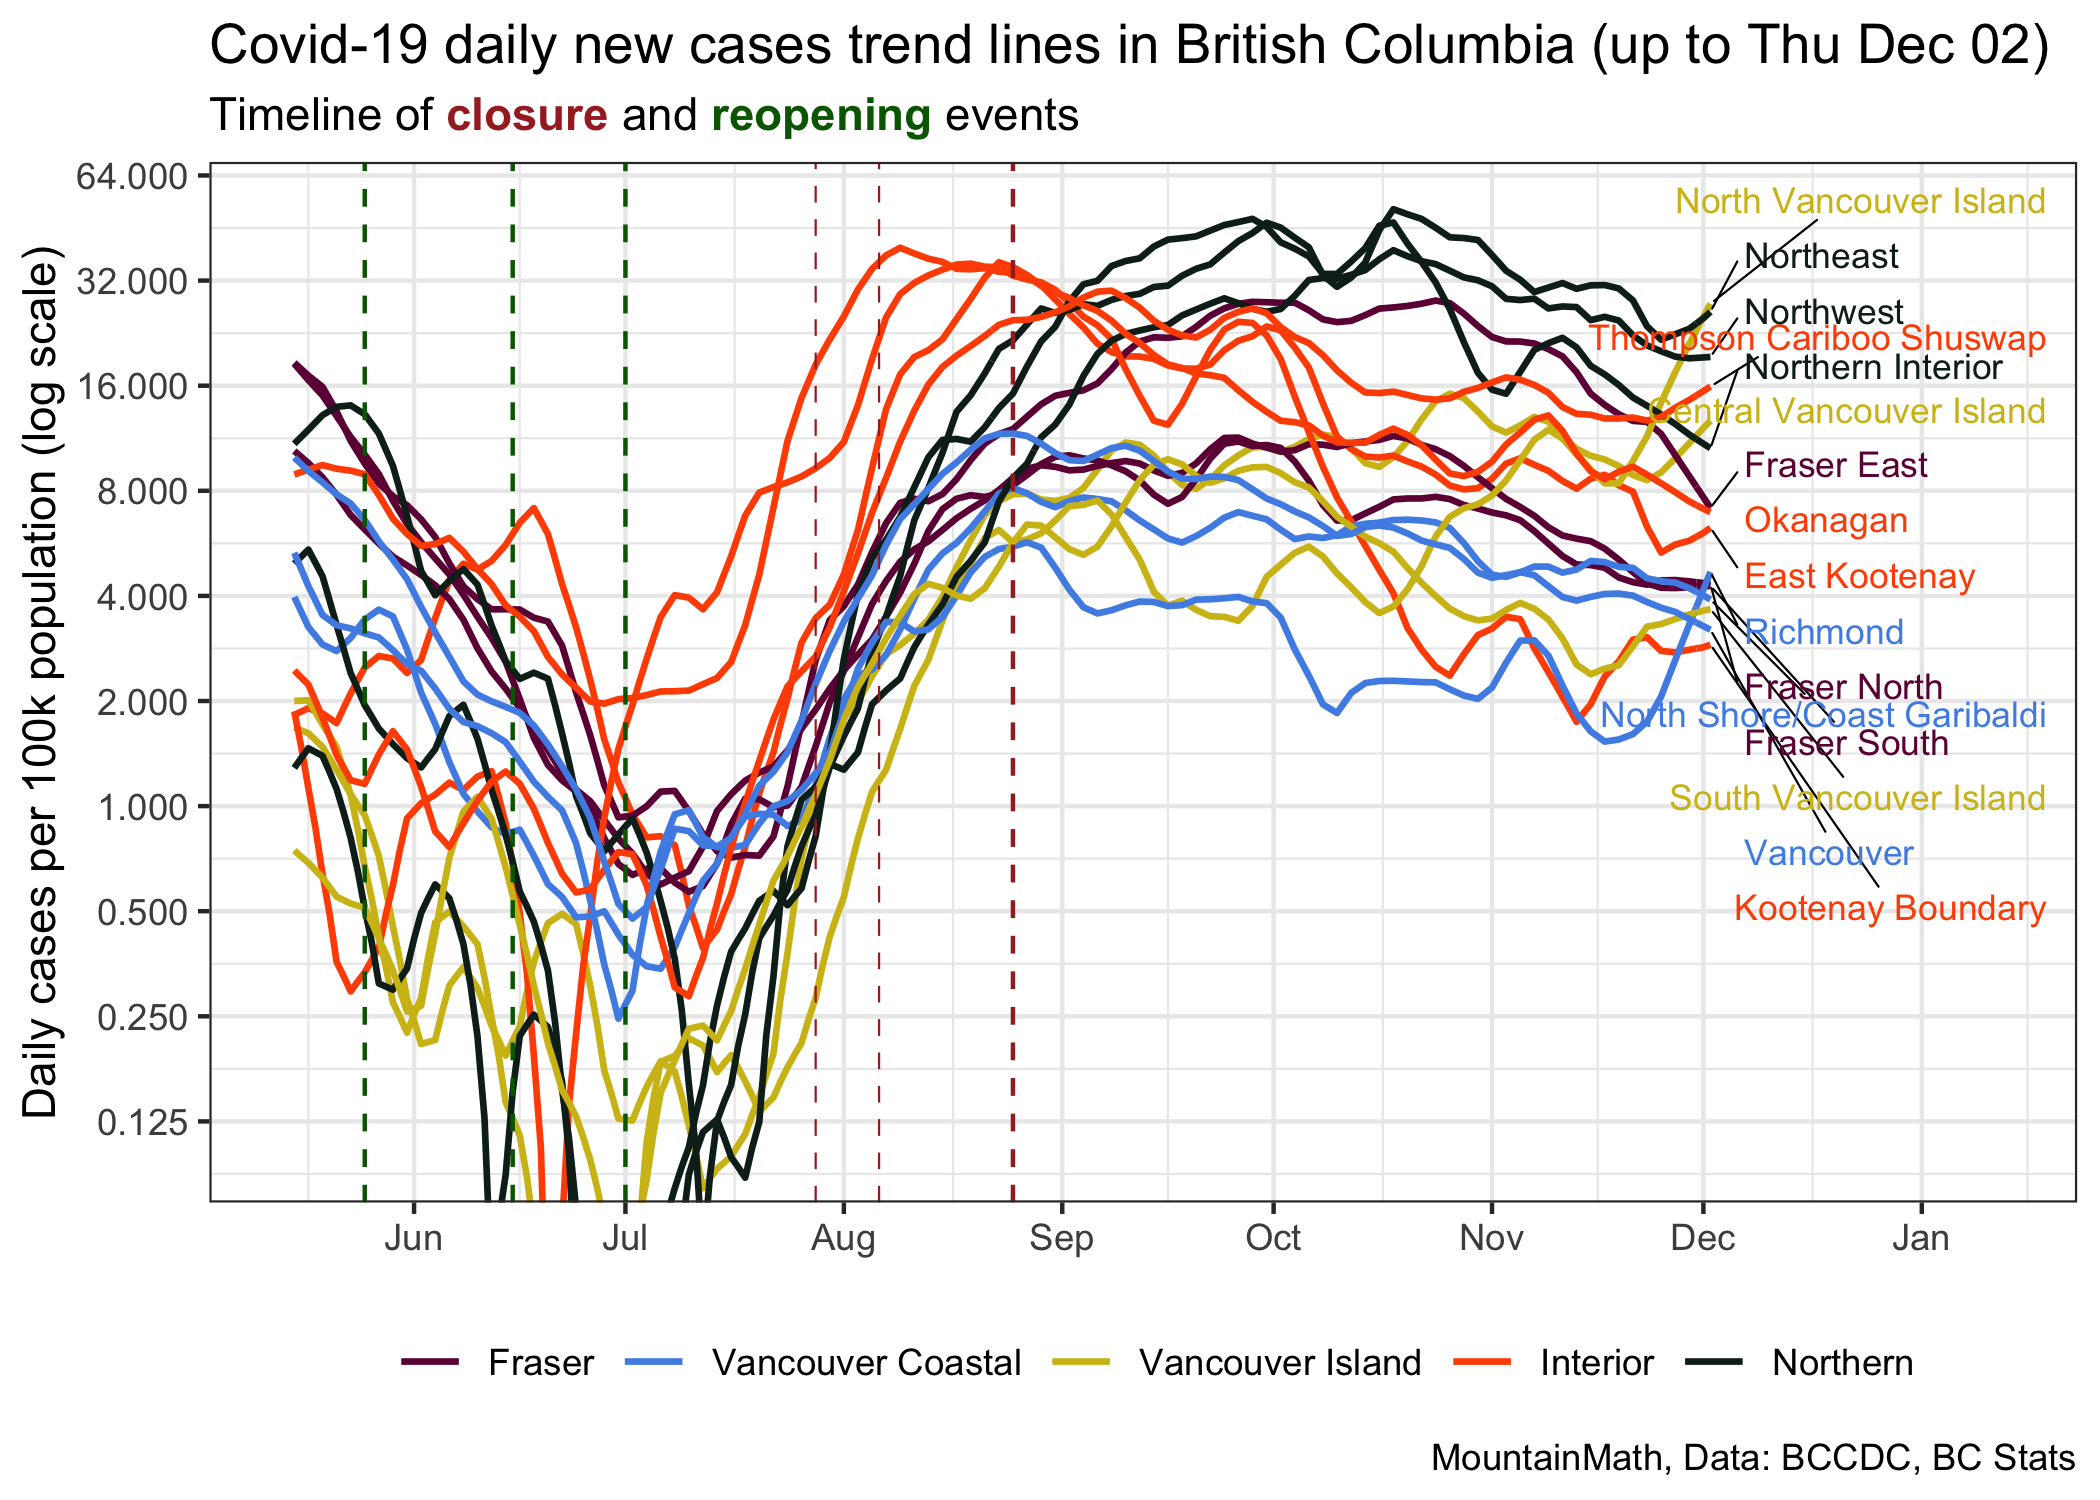 Covid-19 daily new cases trend lines in British Columbia (up to Thu Dec 02)
Timeline of closure and reopening events
Daily cases per 100k population (log scale)
64.000
32.000
16.000
8.000
4.000
2.000
1.000
0.500
0.250
0.125
North Vancouver Island
Northeast
Northwest
Thompson Cariboo Shuswap
Northern Interior
Central Vancouver Island
Fraser East
Okanagan
East Kootenay
Richmond
Fraser North
North Shore/Coast Garibaldi
Fraser South
South Vancouver Island
Vancouver
Kootenay Boundary
Jun Jul Aug Sep Oct Nov Dec Jan
Fraser Vancouver Coastal Vancouver Island Interior Northern
MountainMath, Data: BCCDC, BC Stats